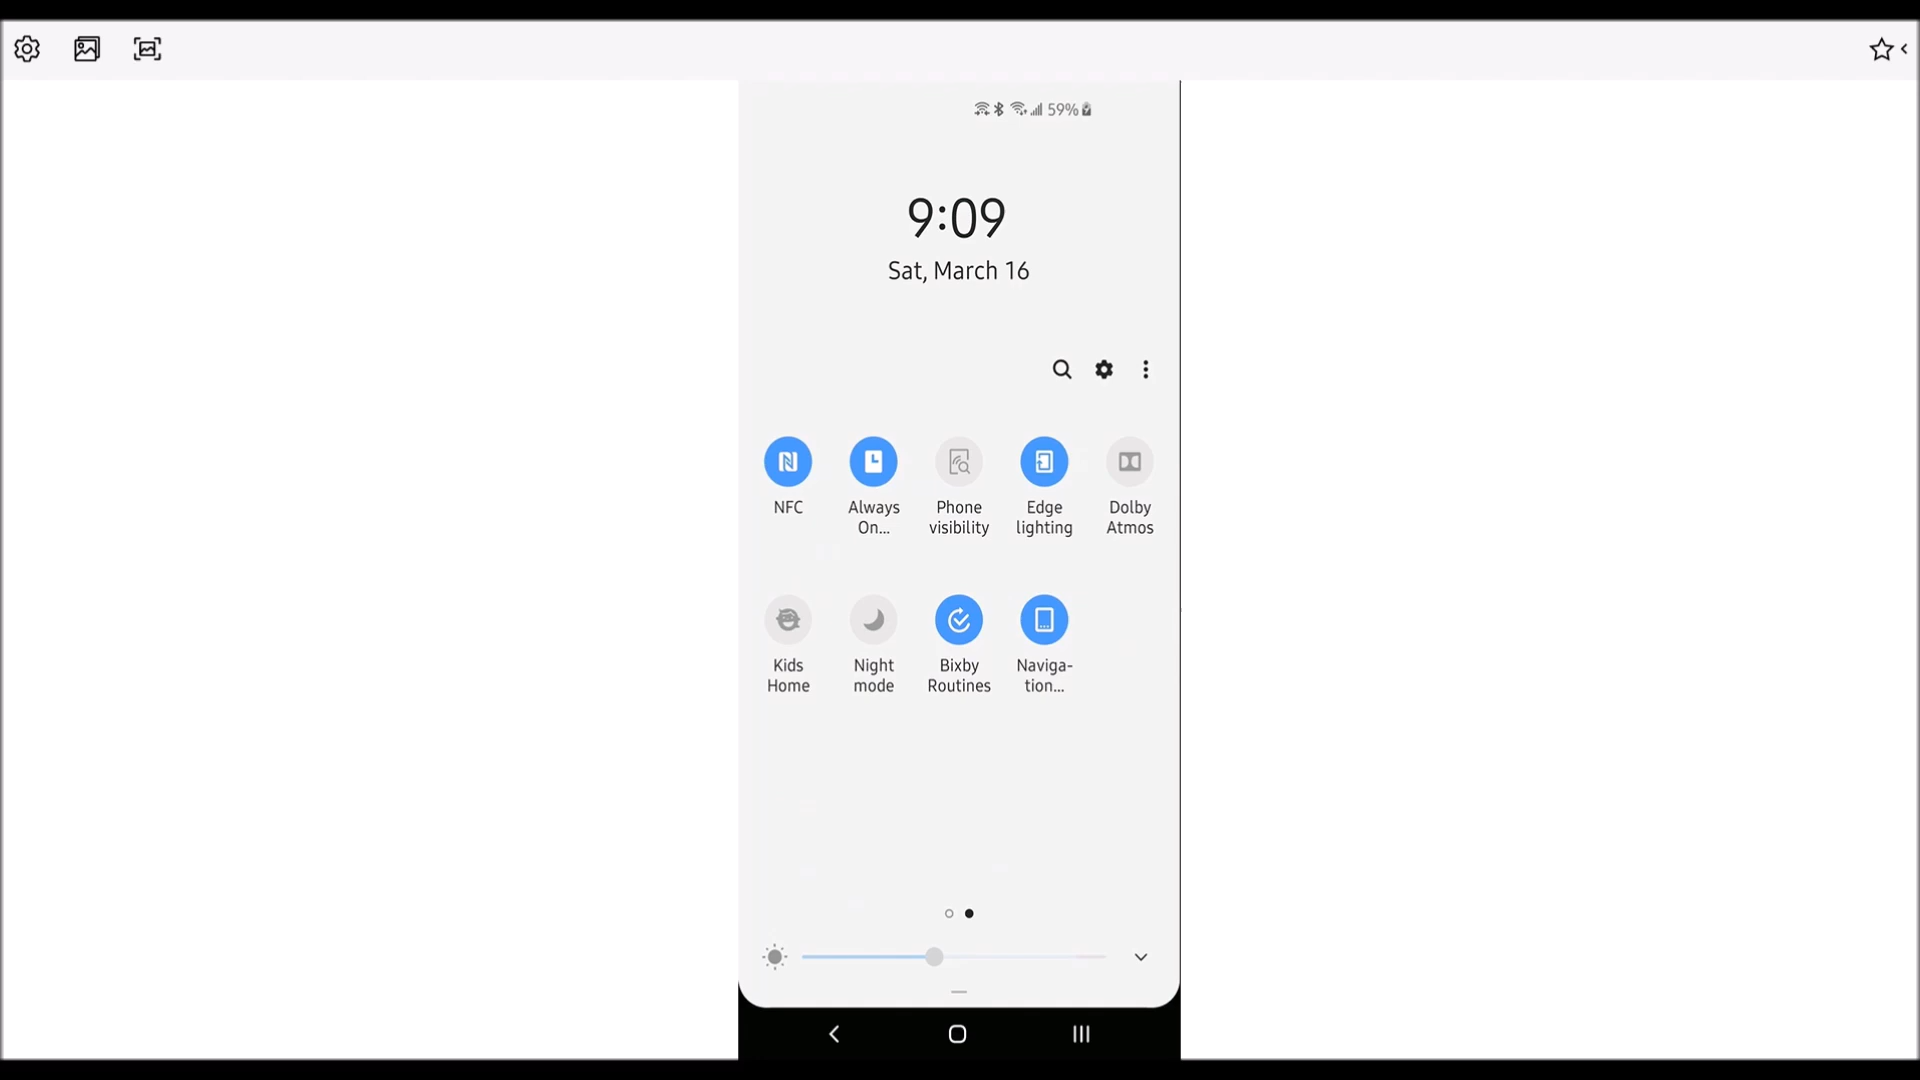 59%
9:09
Sat, March 16
NFC
Always
On...
Phone
visibility
Edge
lighting
Dolby
Atmos
Kids
Home
Night
mode
Bixby
Routines
Naviga-
tion...